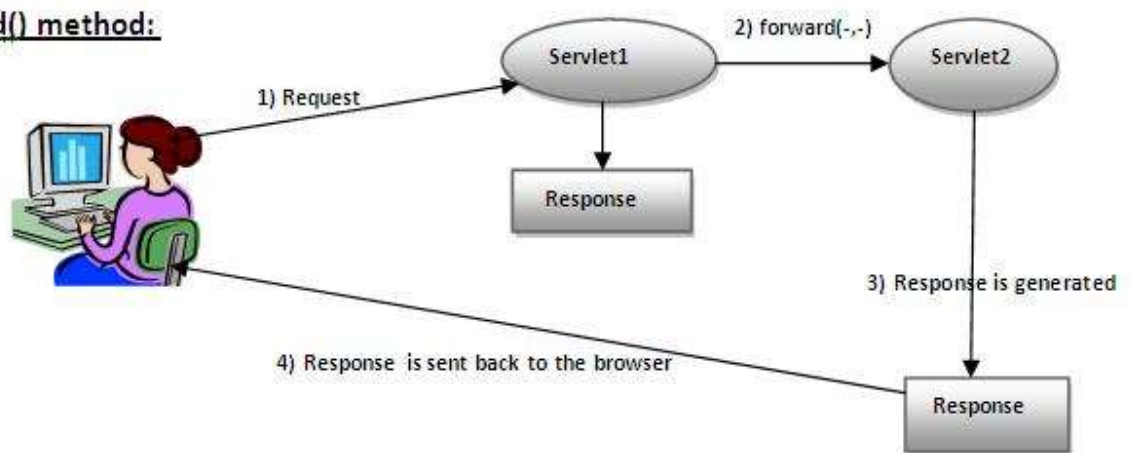 d() method:
2) forward(-,-)
Servlet1
Servlet2
1) Request
Response
3) Response is generated
4) Response is sent back to the browser
Response